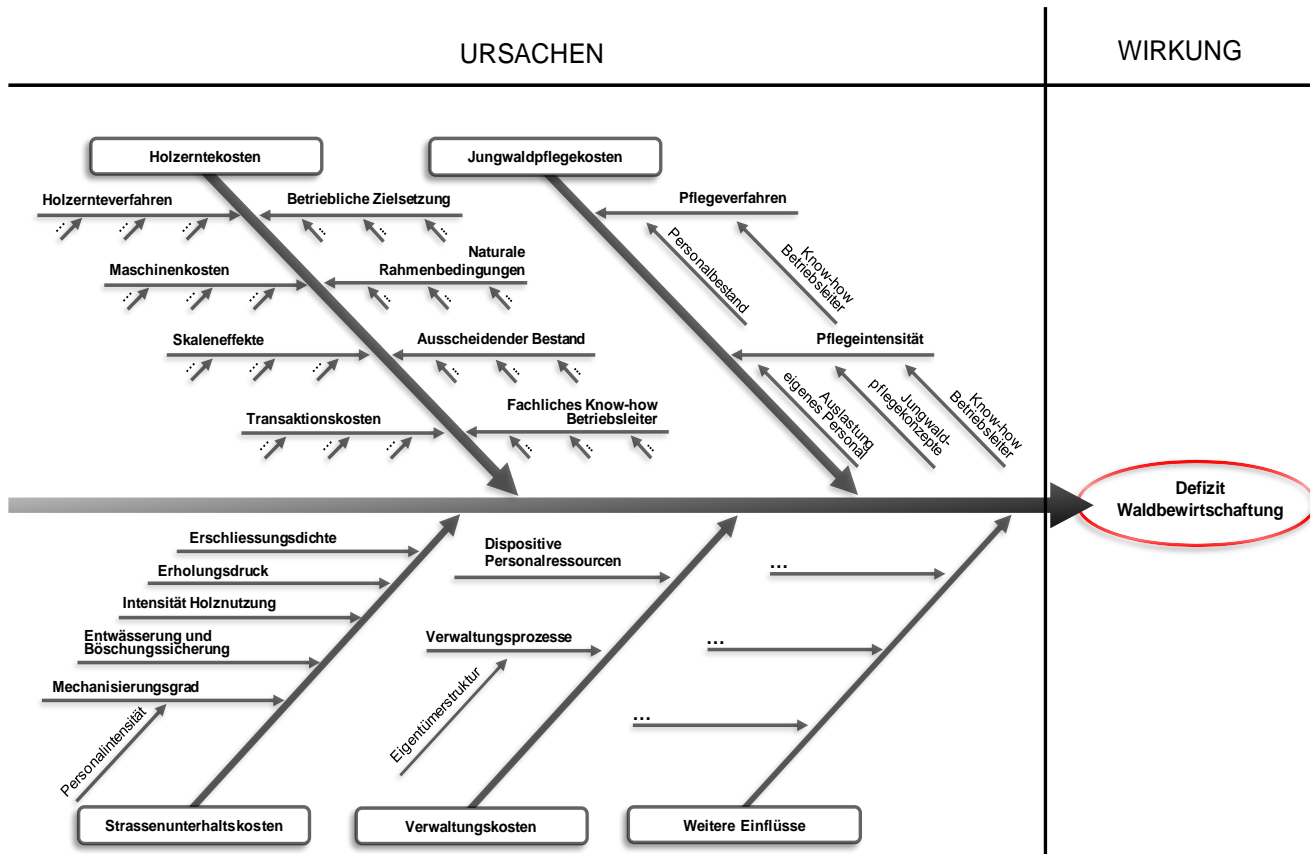 URSACHEN
WIRKUNG
Holzerntekosten
Jungwaldpflegekosten
Holzernteverfahren
Betriebliche Zielsetzung
Pflegeverfahren
...
...
...
...
...
...
Personalbestand
Know-how
Betriebsleiter
Maschinenkosten
Naturale
Rahmenbedingungen
...
...
...
...
...
...
Skaleneffekte
Ausscheidender Bestand
Pflegeintensität
...
...
...
...
...
...
Auslastung
eigenes Personal
Jungwald-
pflegekonzepte
Know-how
Betriebsleiter
Transaktionskosten
Fachliches Know-how
Betriebsleiter
...
...
...
...
...
...
Defizit
Waldbewirtschaftung
Erschliessungsdichte
Erholungsdruck
Intensität Holznutzung
Entwässerung und
Böschungssicherung
Mechanisierungsgrad
Personalintensität
Dispositive
Personalressourcen
Verwaltungsprozesse
Eigentümerstruktur
...
...
...
Strassenunterhaltskosten
Verwaltungskosten
Weitere Einflüsse